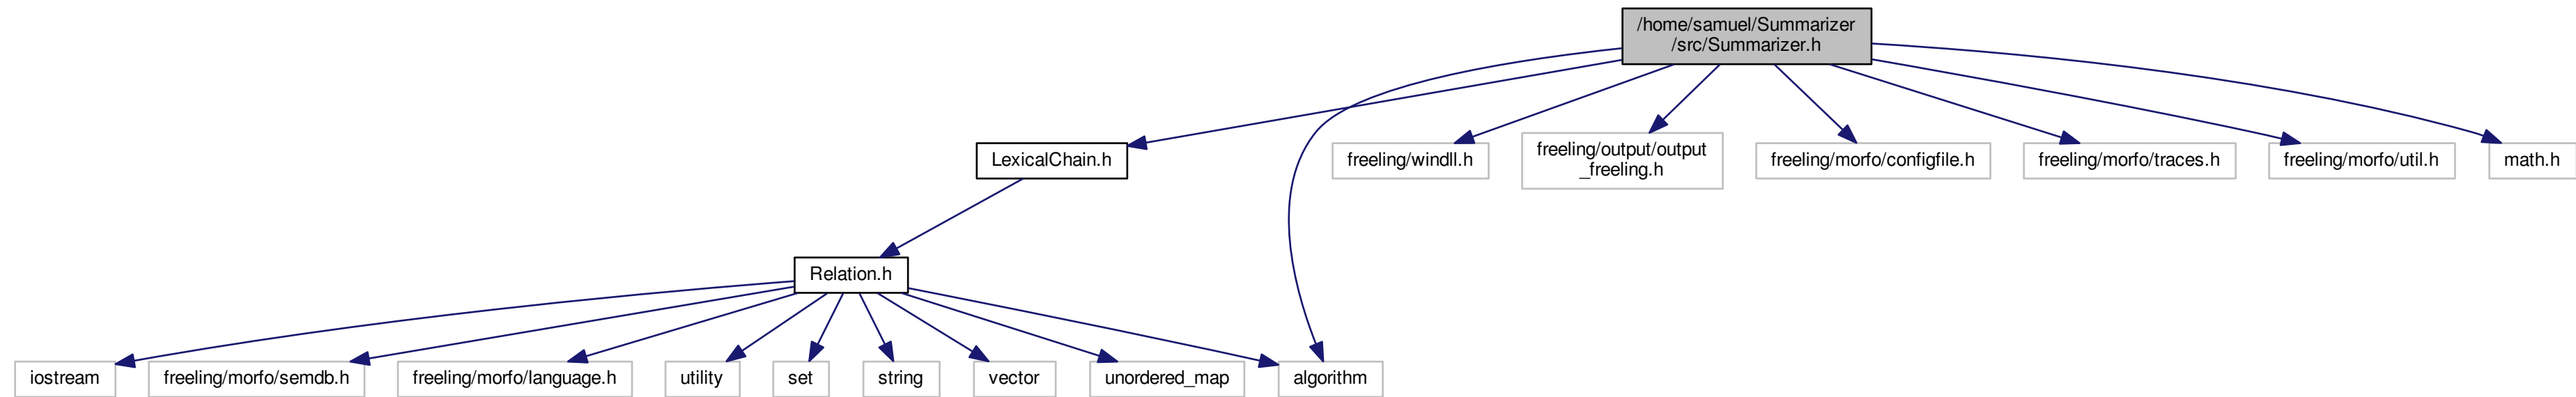 /home/samuel/Summarizer
/src/Summarizer.h
LexicalChain.h
freeling/windll.h
freeling/output/output
_freeling.h
freeling/morfo/configfile.h
freeling/morfo/traces.h
freeling/morfo/util.h
math.h
Relation.h
iostream
freeling/morfo/semdb.h
freeling/morfo/language.h
utility
set
string
vector
unordered_map
algorithm